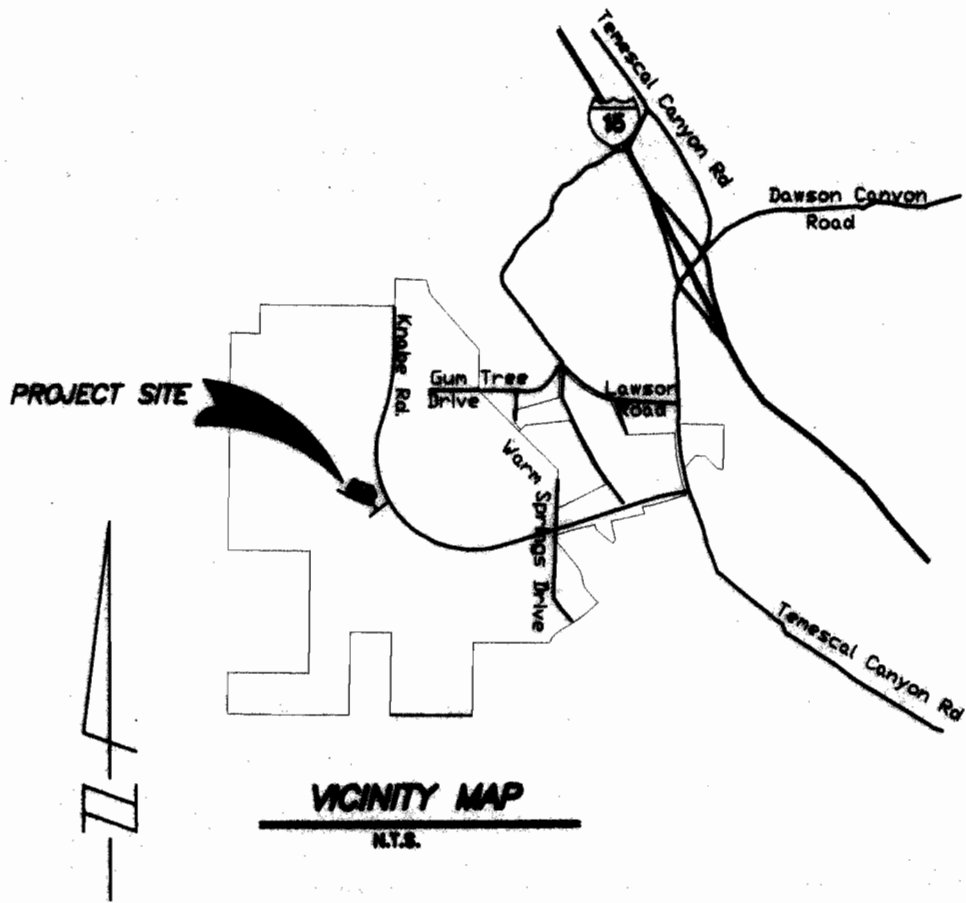 Temescal Canyon Rd
15
Dawson Canyon
Road
Knabe Rd.
PROJECT SITE
Gum Tree
Drive
Lawson
Road
Warm Springs Drive
Temescal Canyon Rd
N
VICINITY MAP
N.T.S.